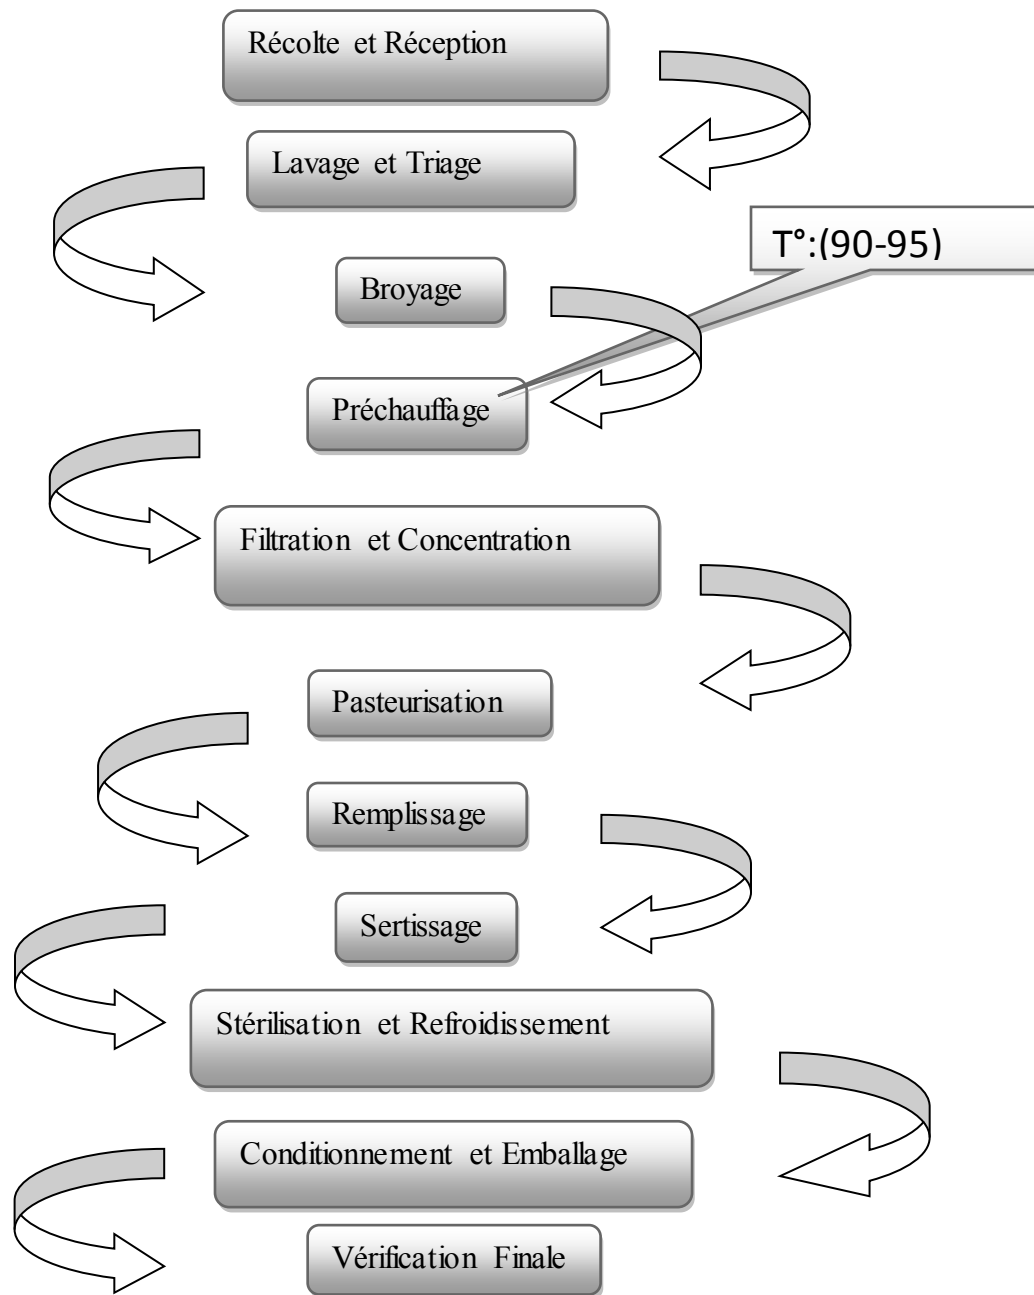 Récolte et Réception
Lavage et Triage
T°:(90-95)
Broyage
Préchauffage
Filtration et Concentration
Pasteurisation
Remplissage
Sertissage
Stérilisation et Refroidissement
Conditionnement et Emballage
Vérification Finale